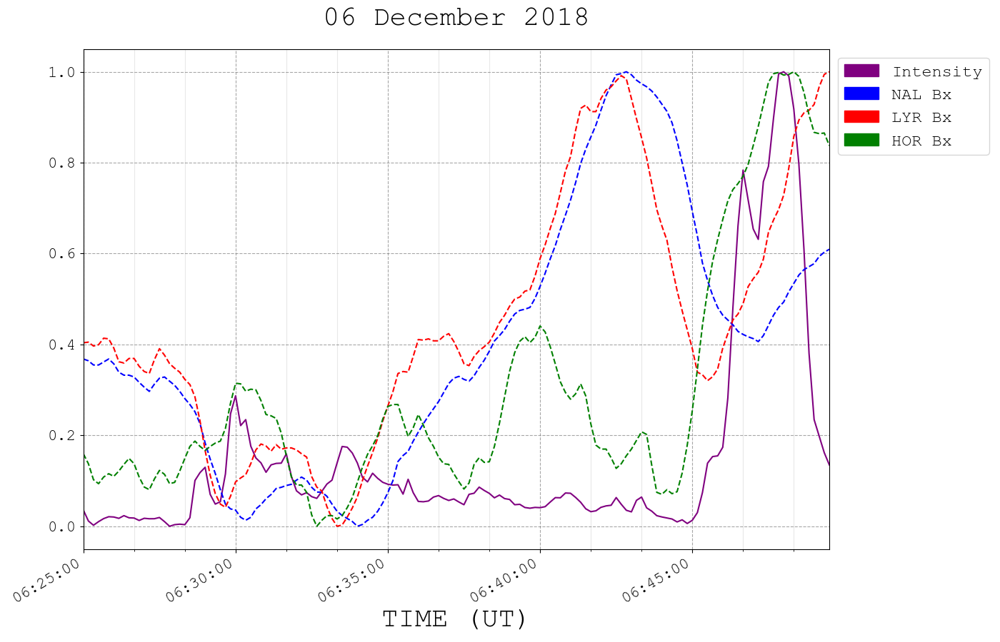 06 December 2018
Intensity
NAL Bx
LYR Bx
HOR Bx
1.0
0.8
0.6
0.4
0.2
0.0
06:25:00
06:30:00
06:35:00
06:40:00
06:45:00
TIME (UT)